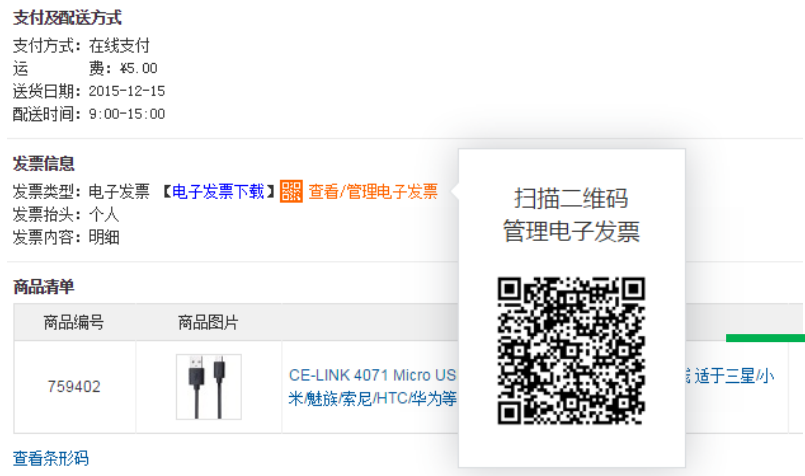 支付及配送方式
支付方式：在线支付
运 费：¥5.00
送货日期：2015-12-15
配送时间：9:00-15:00
发票信息
发票类型：电子发票 【电子发票下载】 查看/管理电子发票
发票抬头：个人
发票内容：明细
扫描二维码
管理电子发票
商品清单
商品编号 商品图片
759402
CE-LINK 4071 Micro US 适于三星/小
米/魅族/索尼/HTC/华为等
查看条形码